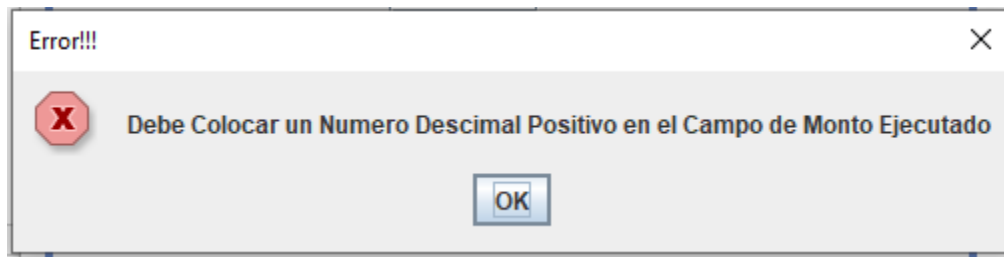 Error!!!
Debe Colocar un Numero Descimal Positivo en el Campo de Monto Ejecutado
OK